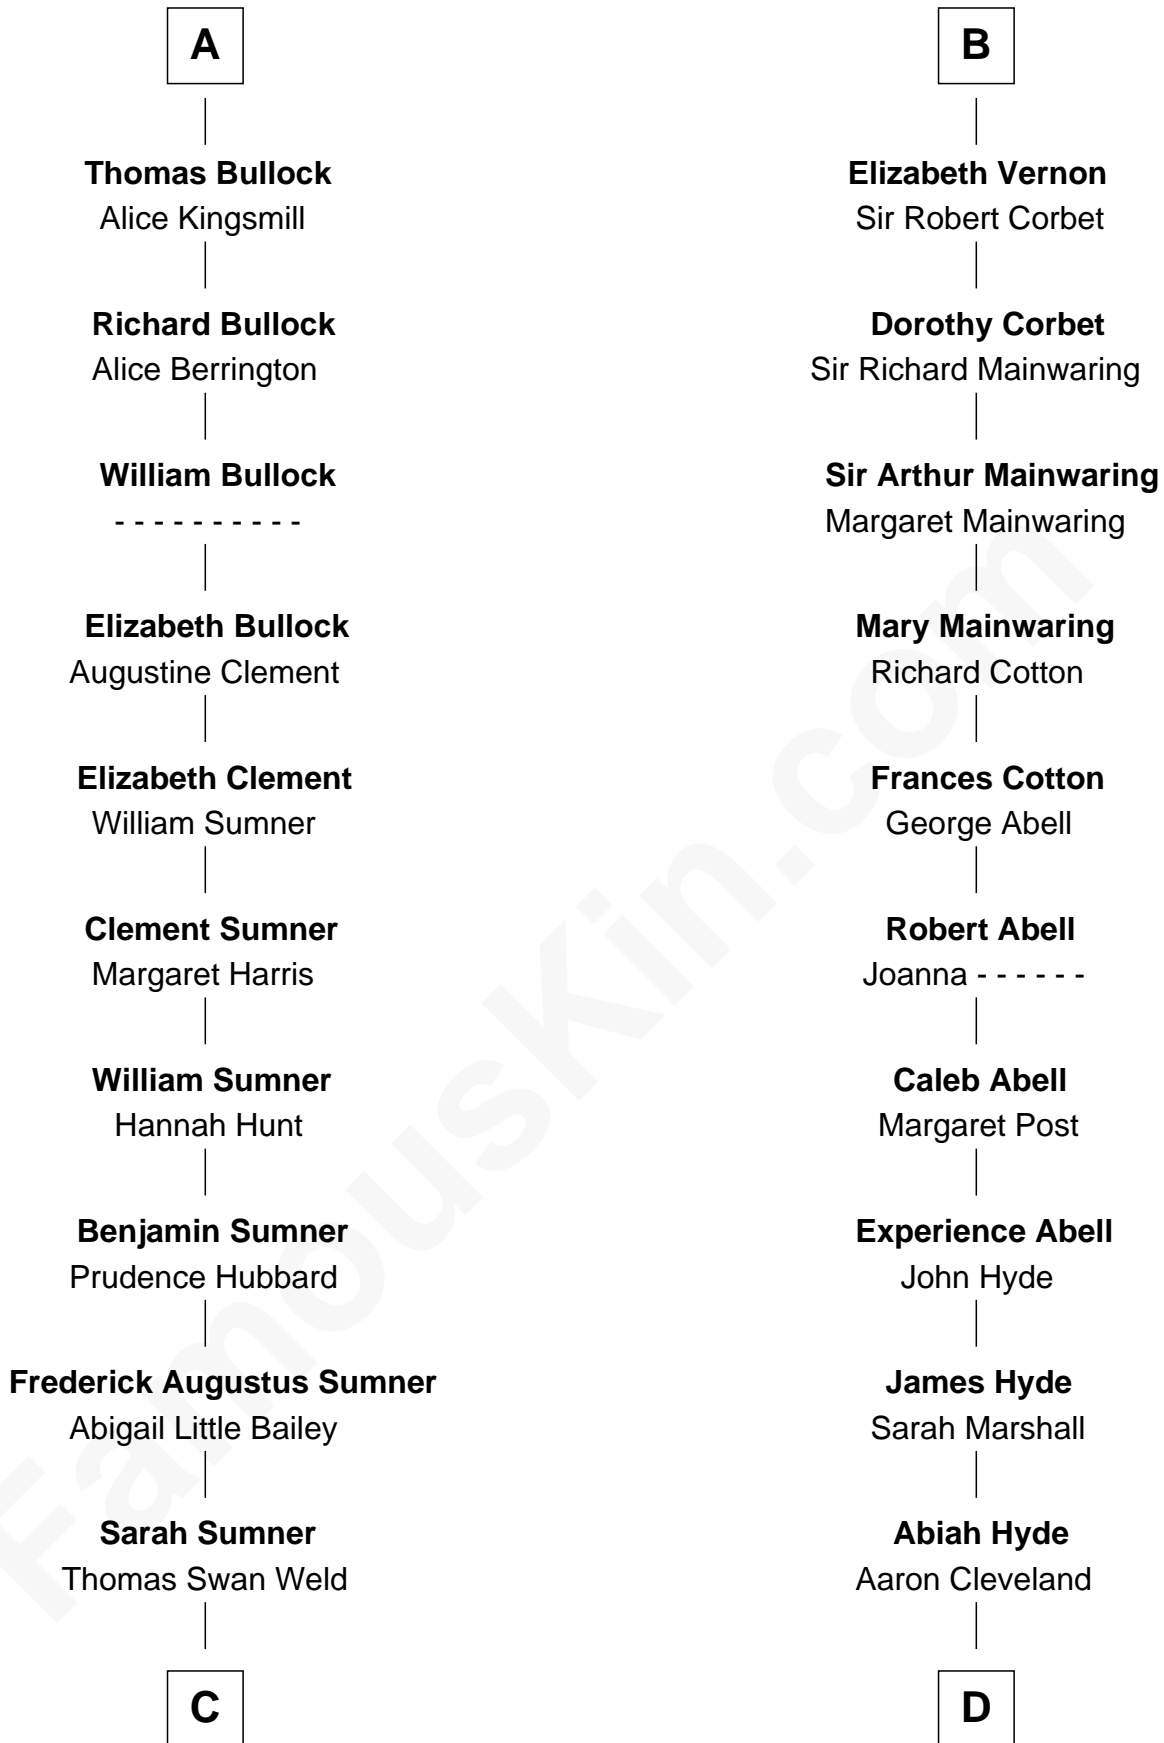 A
Thomas Bullock
Alice Kingsmill
Richard Bullock
Alice Berrington
William Bullock
- - - - - - - - - -
Elizabeth Bullock
Augustine Clement
Elizabeth Clement
William Sumner
Clement Sumner
Margaret Harris
William Sumner
Hannah Hunt
Benjamin Sumner
Prudence Hubbard
Frederick Augustus Sumner
Abigail Little Bailey
Sarah Sumner
Thomas Swan Weld
C
B
Elizabeth Vernon
Sir Robert Corbet
Dorothy Corbet
Sir Richard Mainwaring
Sir Arthur Mainwaring
Margaret Mainwaring
Mary Mainwaring
Richard Cotton
Frances Cotton
George Abell
Robert Abell
Joanna - - - - - -
Caleb Abell
Margaret Post
Experience Abell
John Hyde
James Hyde
Sarah Marshall
Abiah Hyde
Aaron Cleveland
D
FamousKin.com